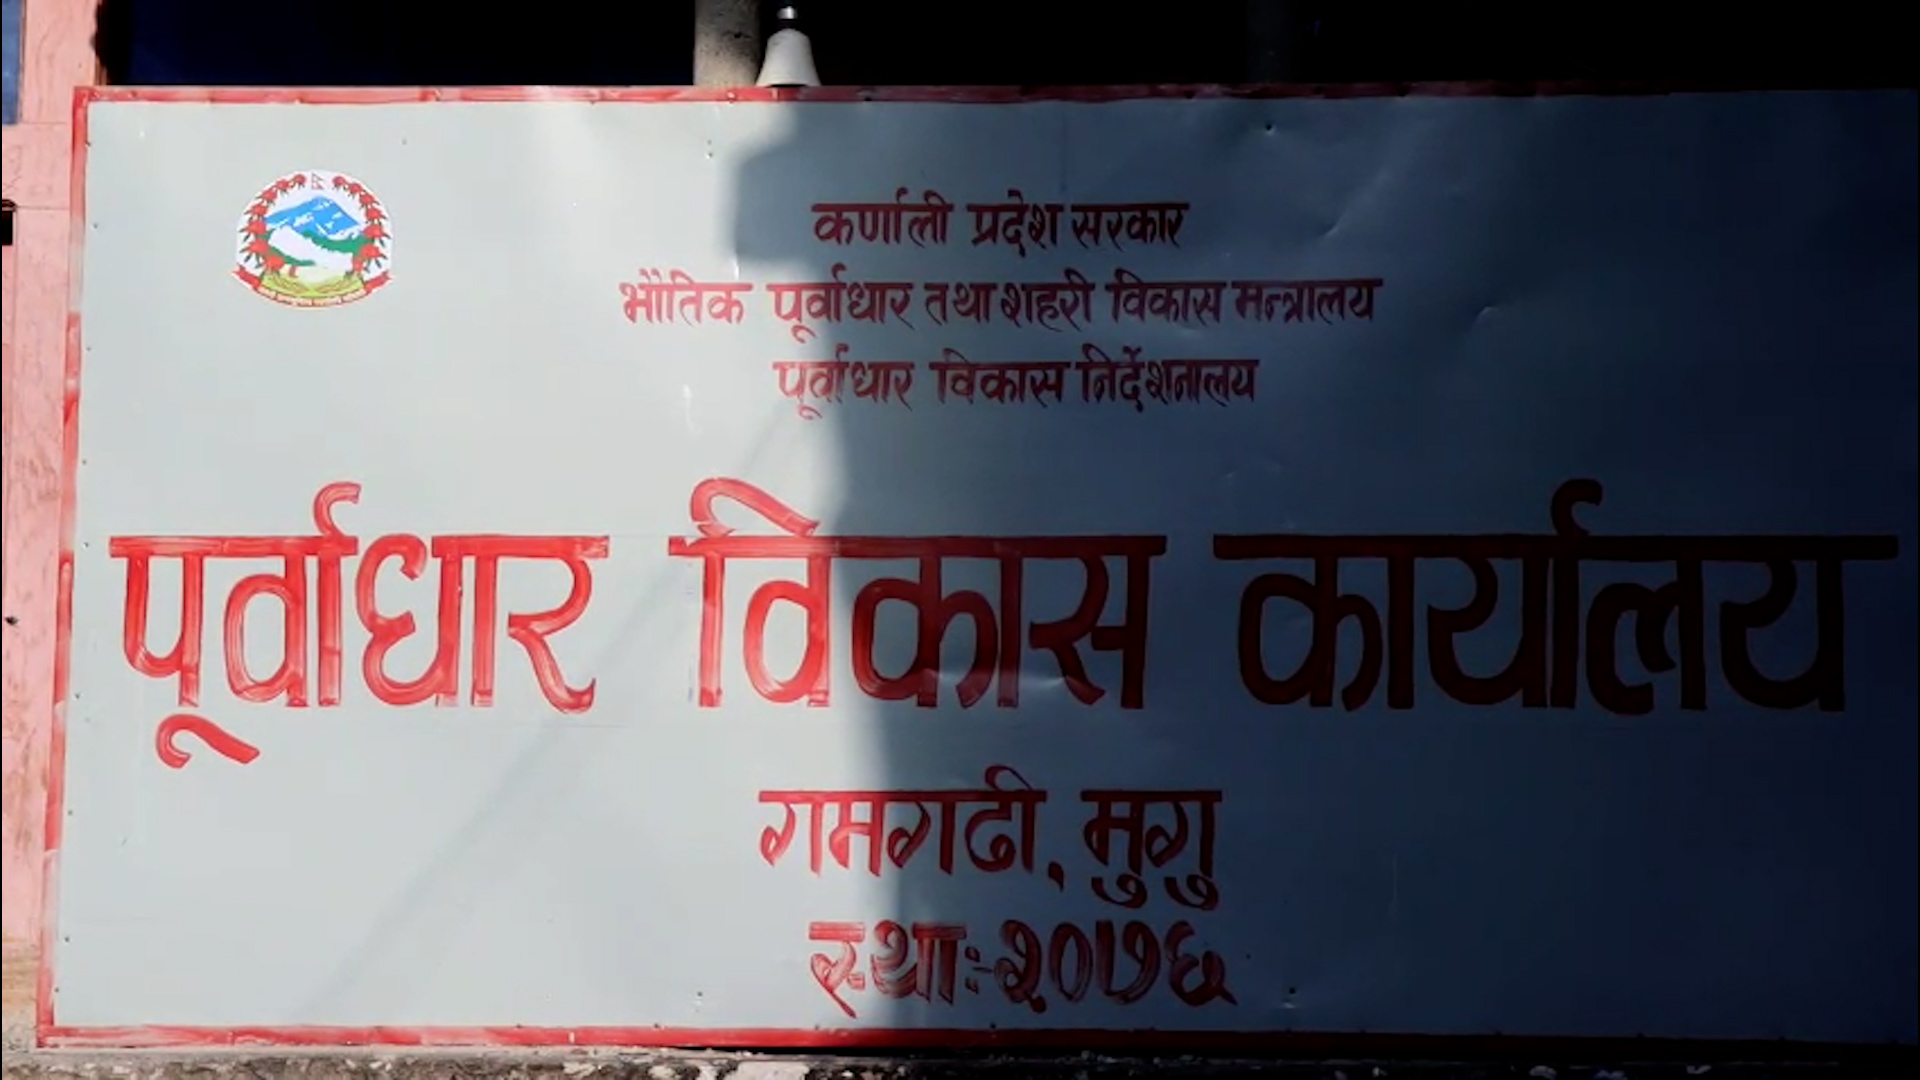 कर्णाली प्रदेश सरकार
भौतिक पूर्वाधार तथा शहरी विकास मन्त्रालय
पूर्वाधार विकास निर्देशनालय
पूर्वाधार विकास कार्यालय
गमगढी, मुगु
स्थाः-२०७६